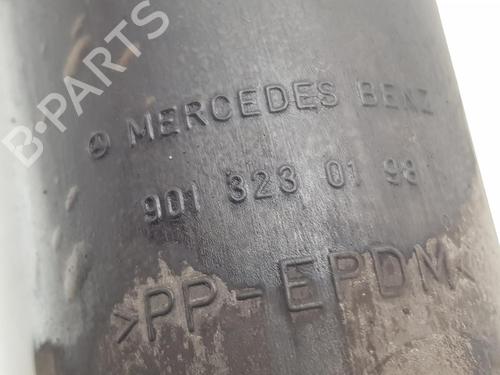 B-PARTS
MERCEDES BENZ
901 323 01 98
>PP-EPDM<